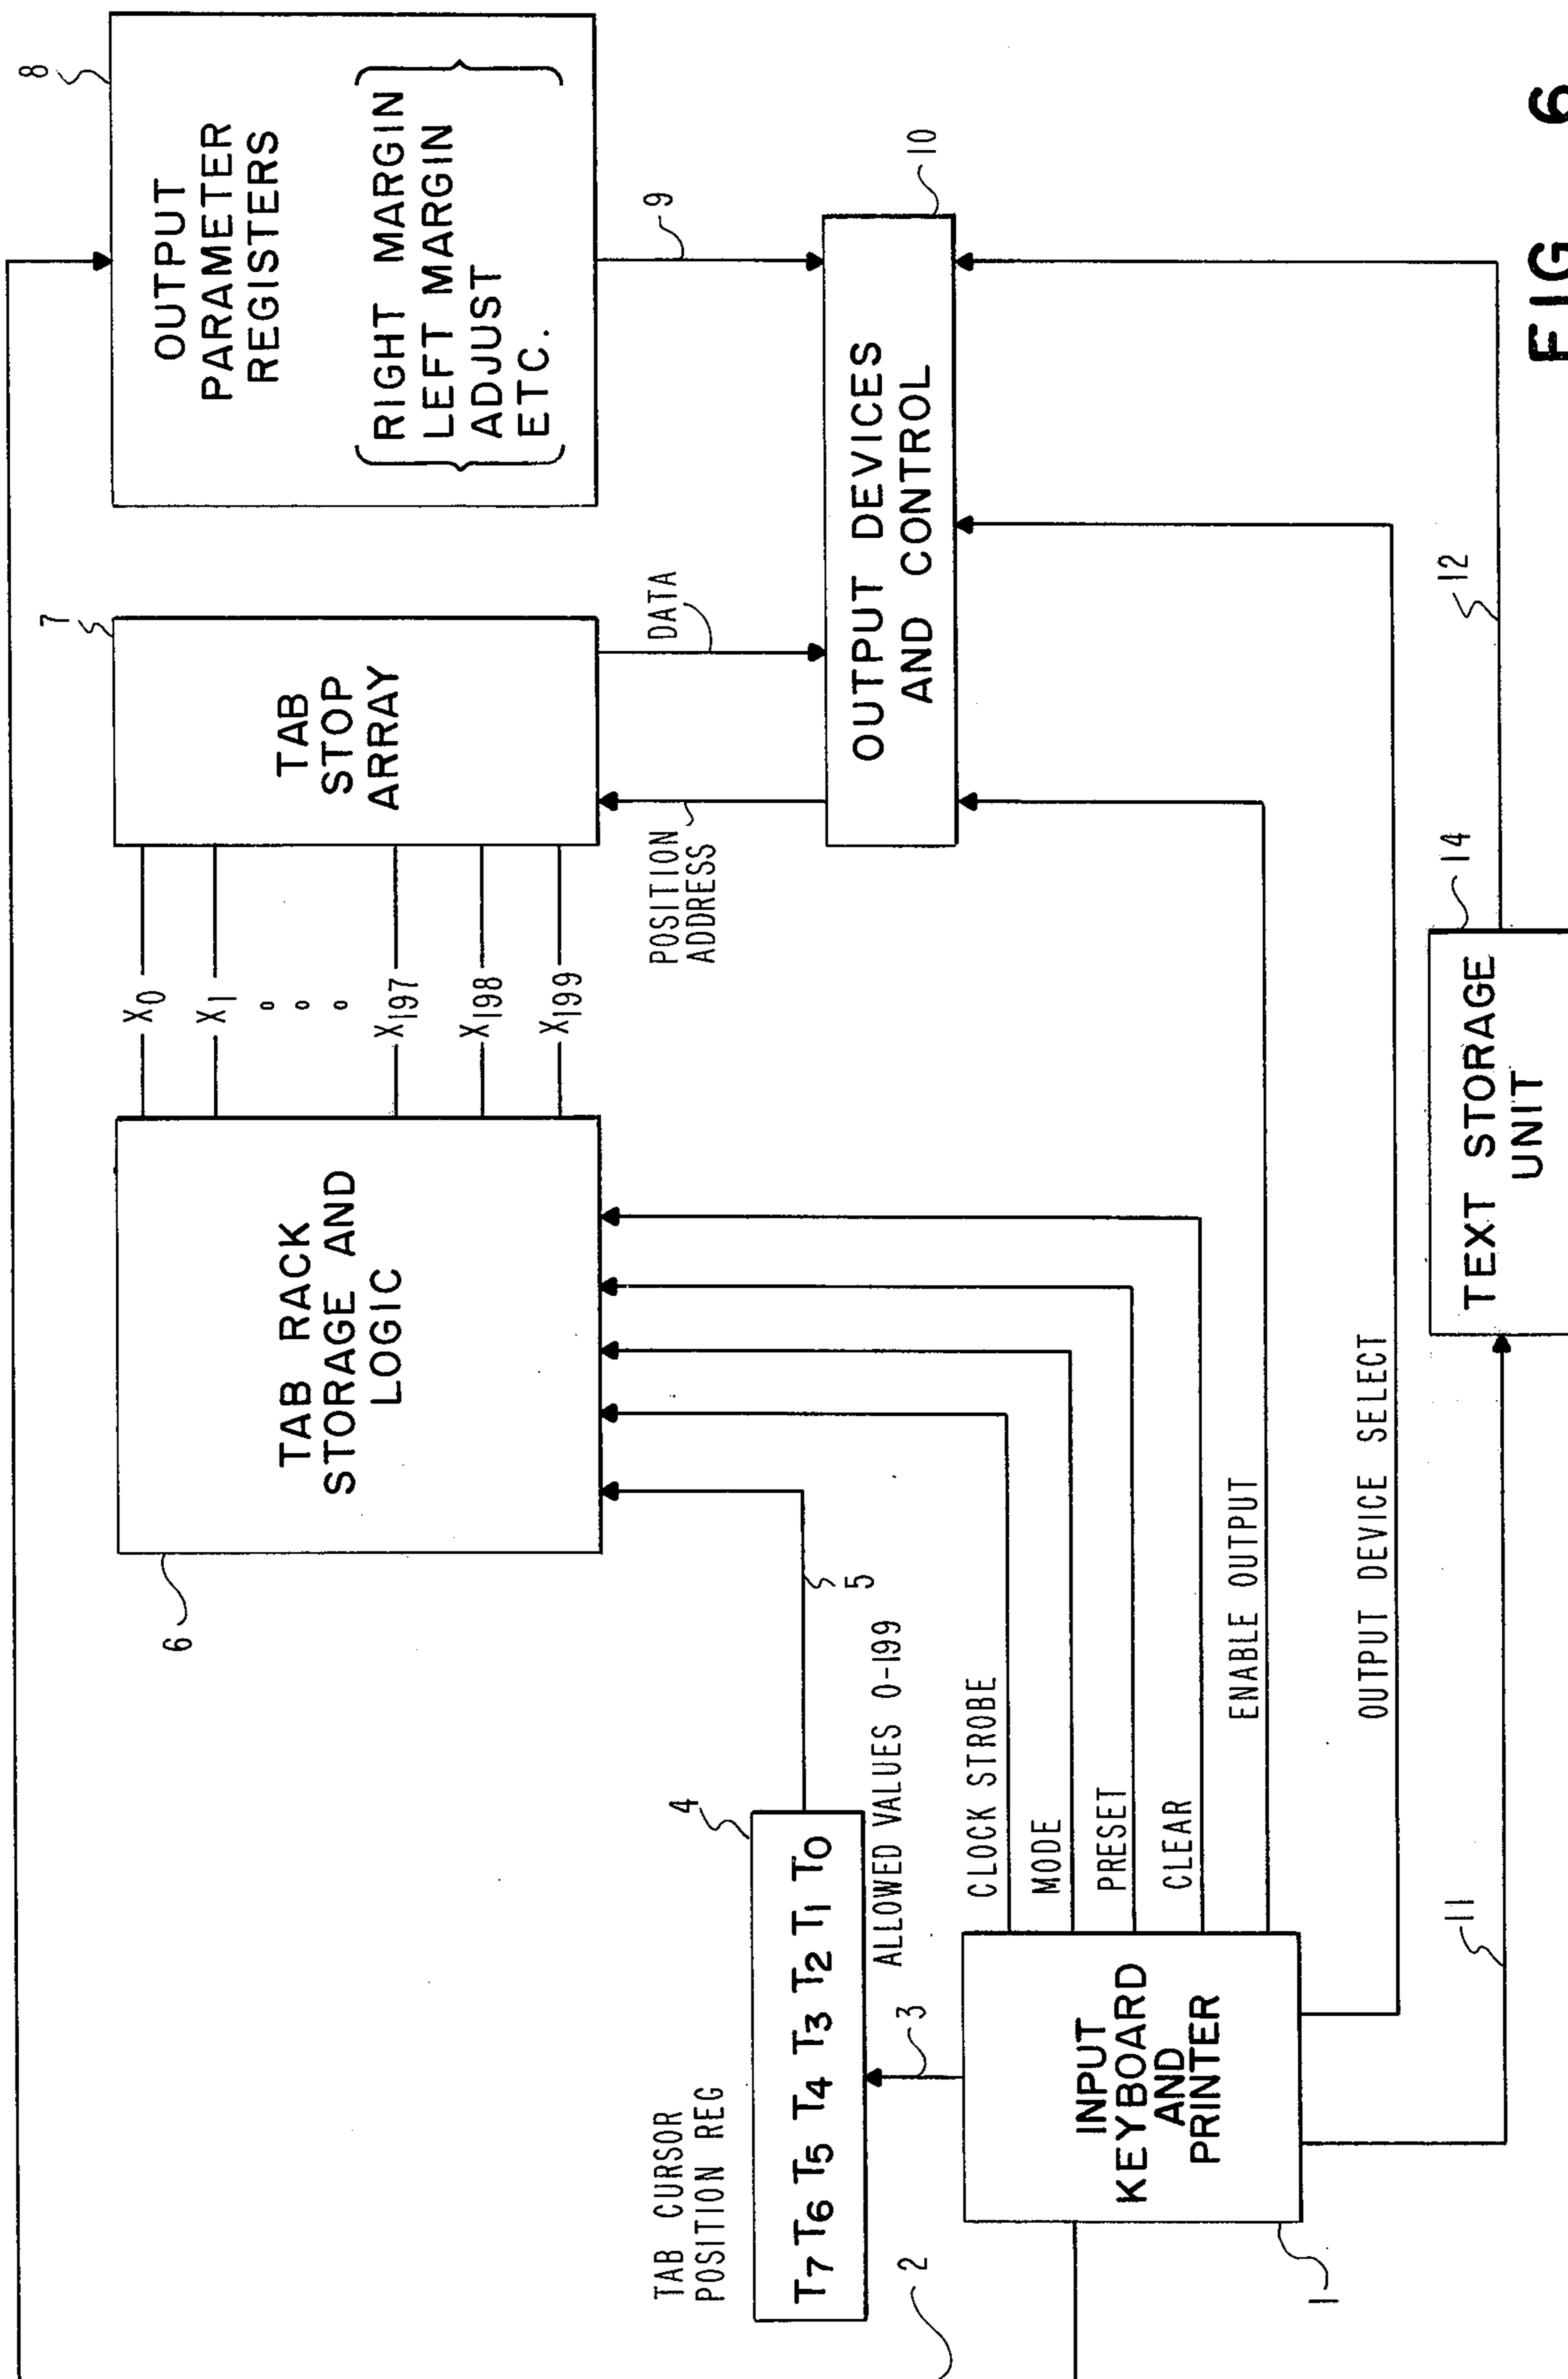 8
OUTPUT
PARAMETER
REGISTERS
RIGHT MARGIN
LEFT MARGIN
ADJUST
ETC.
7
TAB
STOP
ARRAY
X0
X1
X197
X198
X199
6
TAB RACK
STORAGE AND
LOGIC
9
DATA
POSITION
ADDRESS
10
OUTPUT DEVICES
AND CONTROL
5
TAB CURSOR
POSITION REG
4
T7 T6 T5 T4 T3 T2 T1 T0
ALLOWED VALUES 0-199
3
2
CLOCK STROBE
MODE
PRESET
CLEAR
ENABLE OUTPUT
OUTPUT DEVICE SELECT
INPUT
KEYBOARD
AND
PRINTER
1
11
14
TEXT STORAGE
UNIT
12
FIG 6